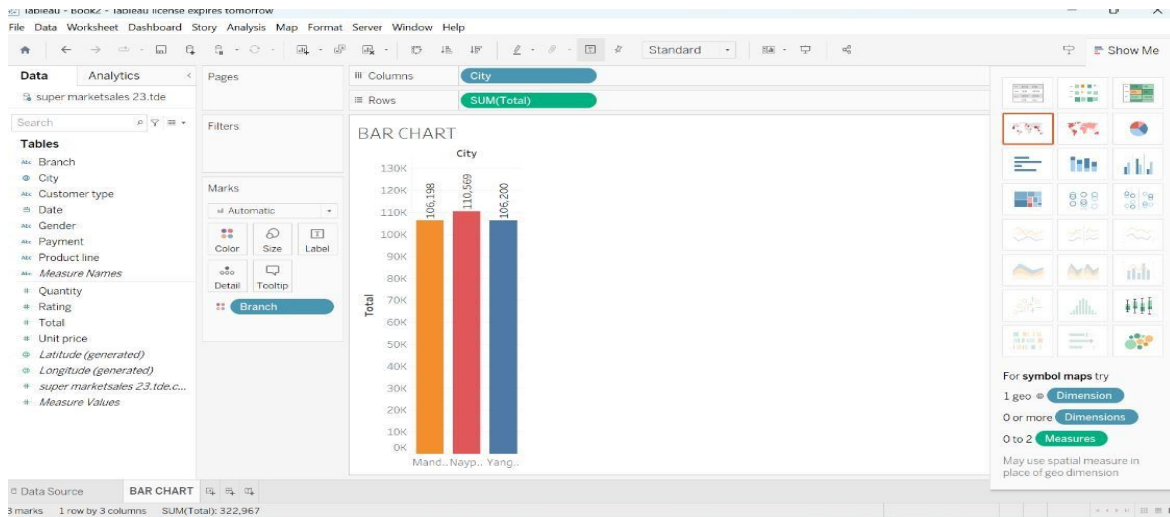 Tableau - Book2 - Tableau license expires tomorrow
File Data Worksheet Dashboard Story Analysis Map Format Server Window Help
Standard
Show Me
Data Analytics
super marketsales 23.tde
Search
Tables
Abc Branch
City
Abc Customer type
Date
Abc Gender
Abc Payment
Abc Product line
Abc Measure Names
# Quantity
# Rating
# Total
# Unit price
Latitude (generated)
Longitude (generated)
# super marketsales 23.tde.c...
# Measure Values
Pages
Filters
Marks
Automatic
Color Size Label
Detail Tooltip
Branch
Columns City
Rows SUM(Total)
BAR CHART
City
130K
120K
110K
100K
90K
80K
70K
60K
50K
40K
30K
20K
10K
0K
Total
106,198
110,569
106,200
Mand.. Nayp.. Yang..
For symbol maps try
1 geo Dimension
0 or more Dimensions
0 to 2 Measures
May use spatial measure in
place of geo dimension
Data Source BAR CHART
3 marks 1 row by 3 columns SUM(Total): 322,967